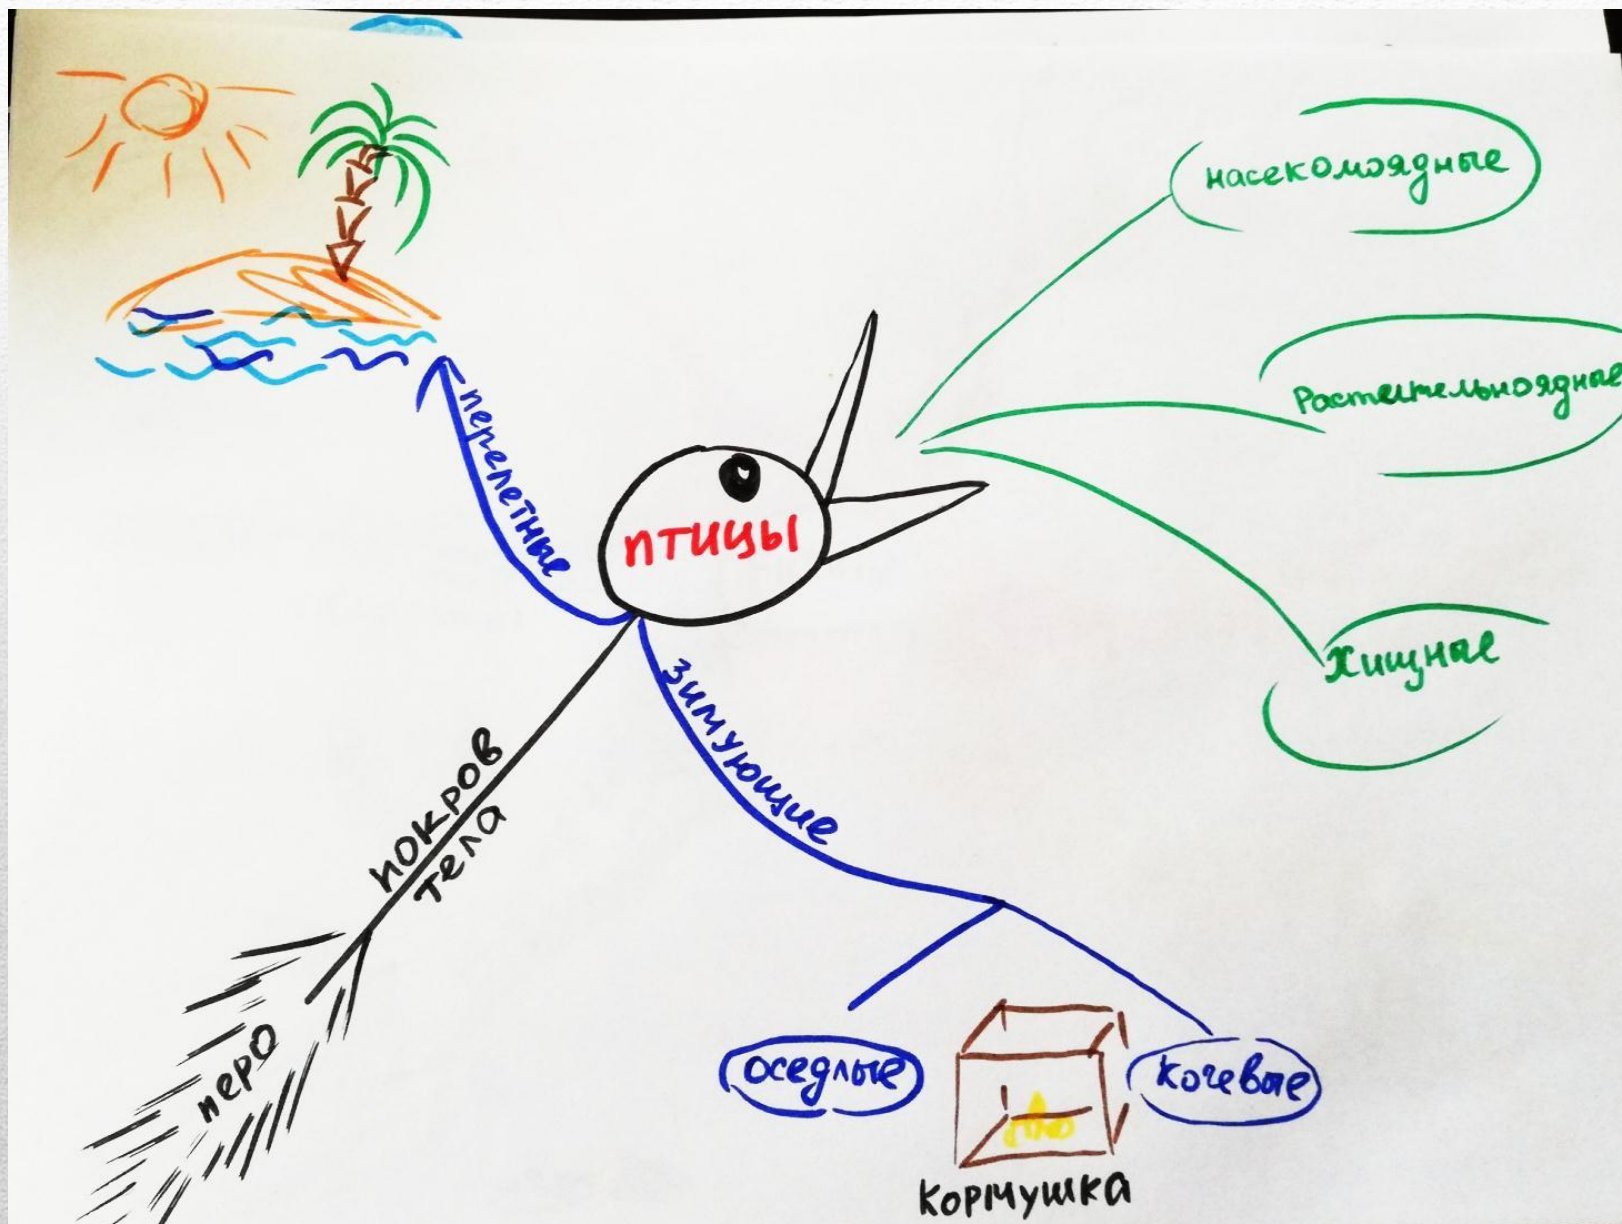 насекомоядные
Растительноядные
Хищные
перелетные
птицы
зимующие
покров
тела
перо
оседлые
кочевые
Кормушка